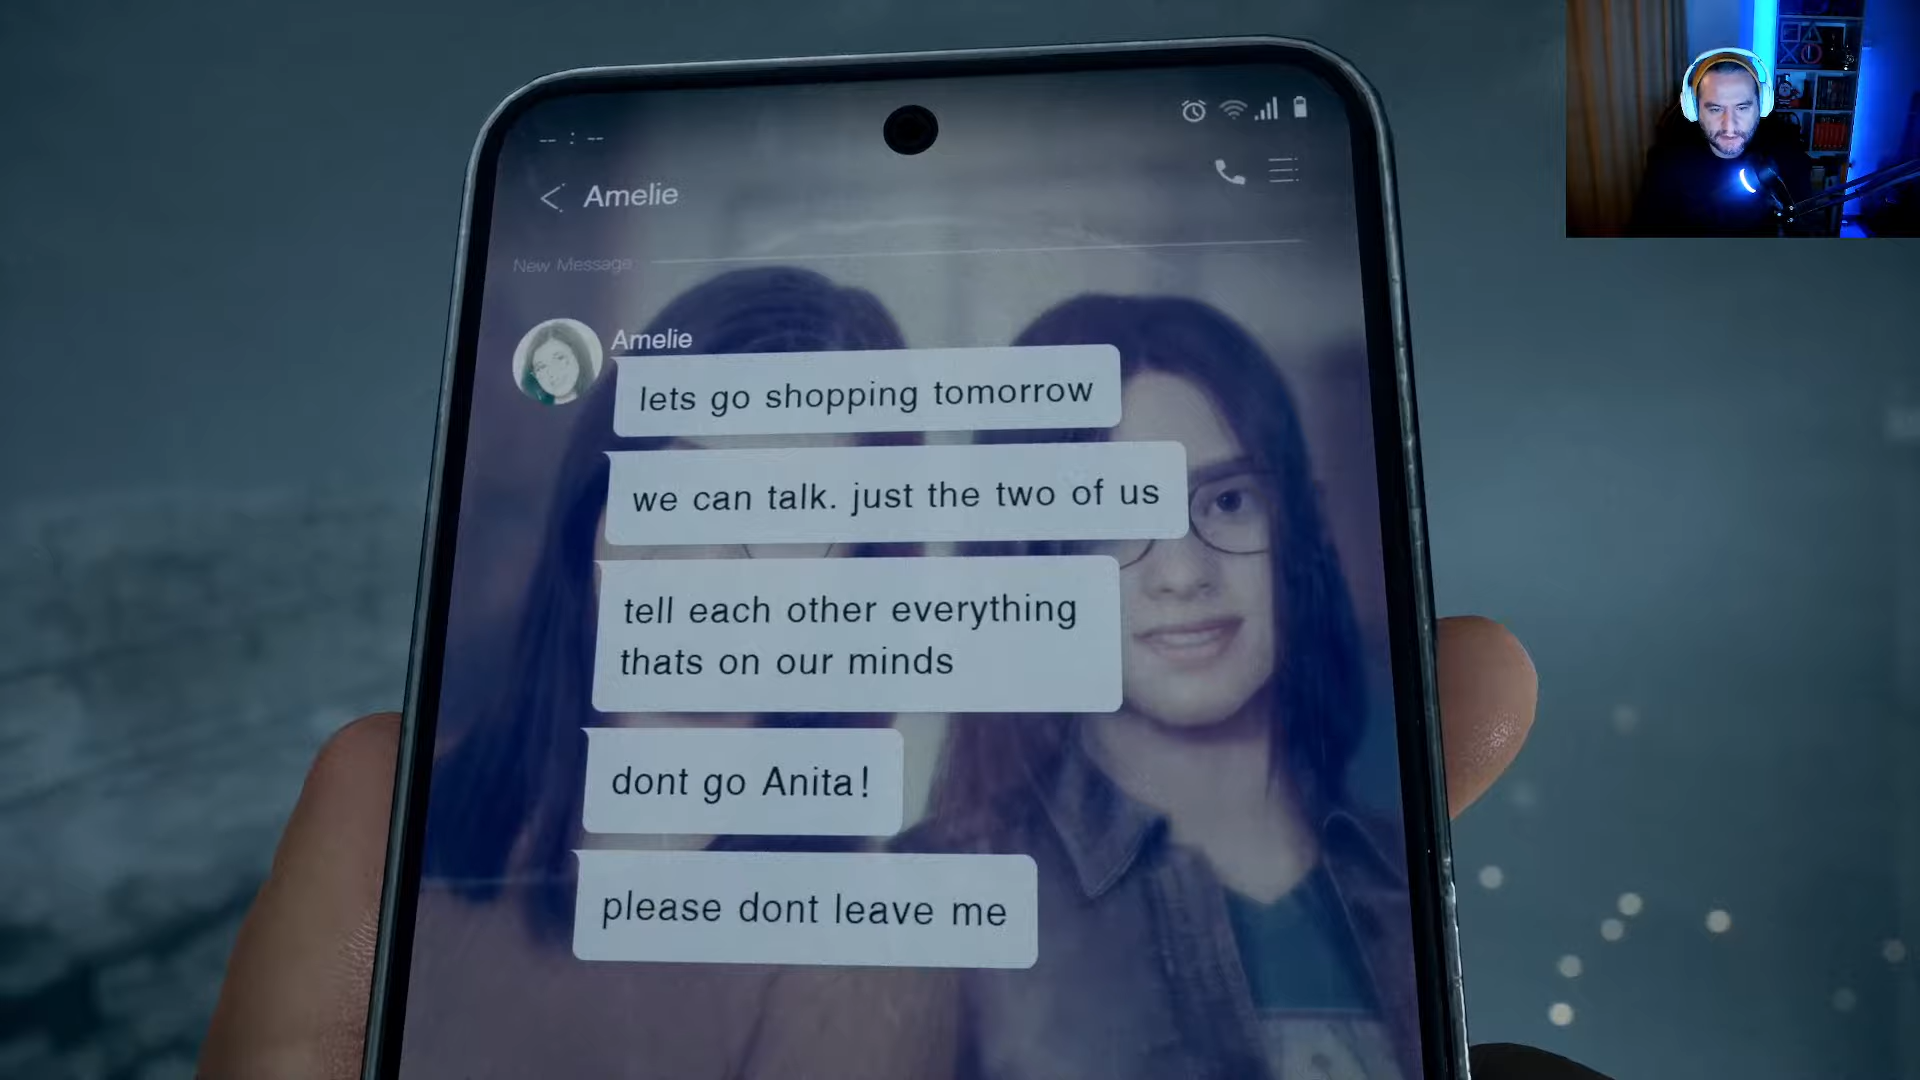 -- : --
Amelie
New Message
Amelie
lets go shopping tomorrow
we can talk. just the two of us
tell each other everything
thats on our minds
dont go Anita!
please dont leave me